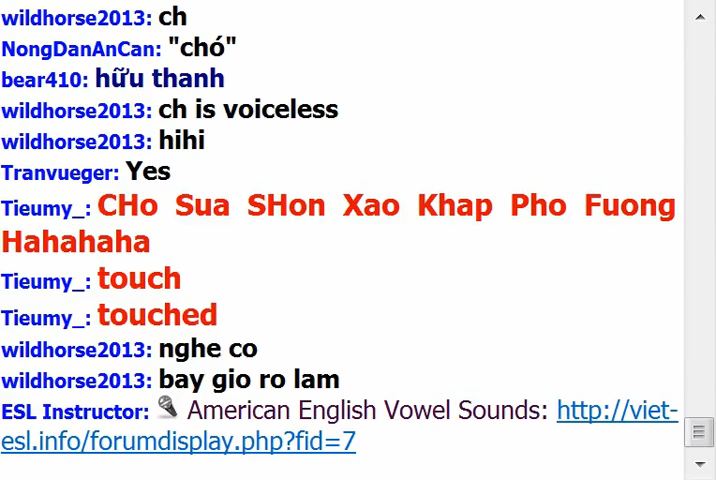 wildhorse2013: ch
NongDanAnCan: "chó"
bear410: hữu thanh
wildhorse2013: ch is voiceless
wildhorse2013: hihi
Tranvueger: Yes
Tieumy_: CHo Sua SHon Xao Khap Pho Fuong
Hahahaha
Tieumy_: touch
Tieumy_: touched
wildhorse2013: nghe co
wildhorse2013: bay gio ro lam
ESL Instructor: American English Vowel Sounds: http://viet-
esl.info/forumdisplay.php?fid=7